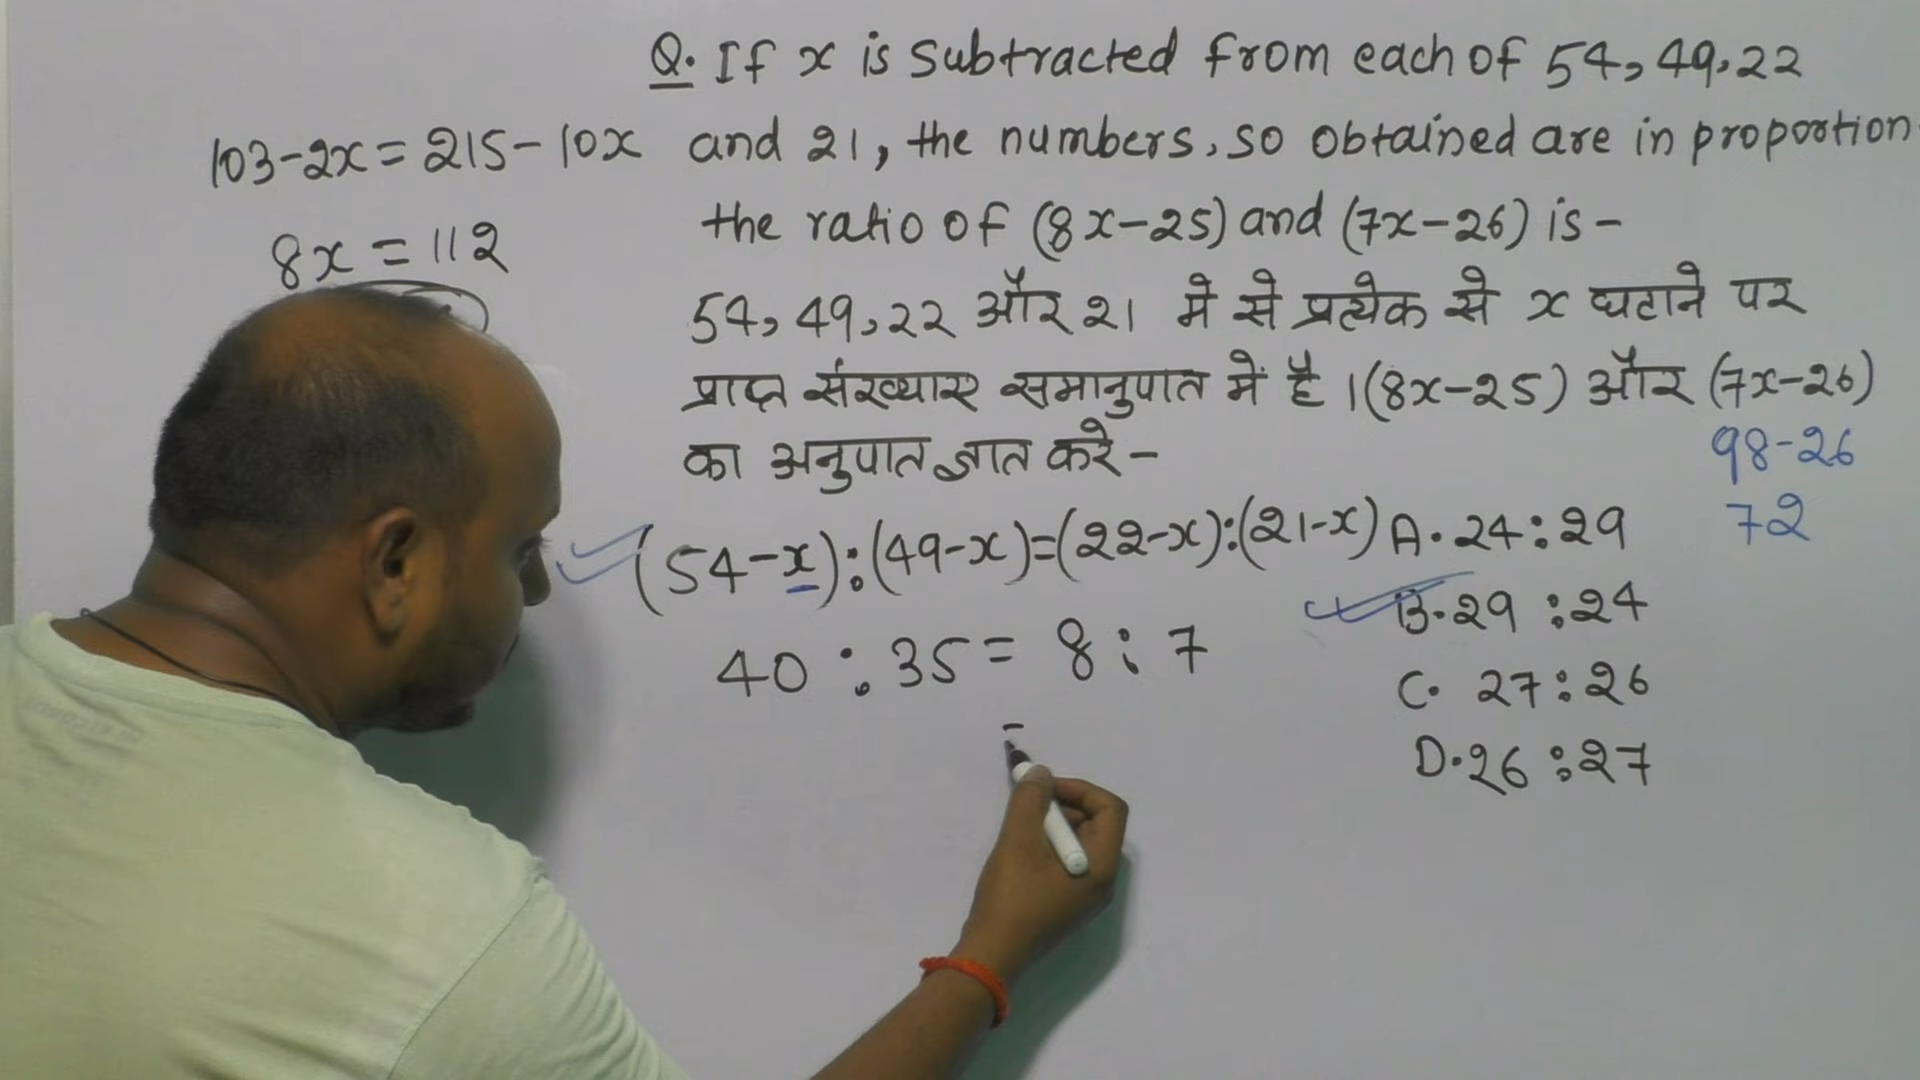 Q. If x is subtracted from each of 54, 49, 22
and 21, the numbers, so obtained are in proportion.
the ratio of (8x-25) and (7x-26) is -
54, 49, 22 और 21 मे से प्रत्येक से x घटाने पर
प्राप्त संख्याए समानुपात में है । (8x-25) और (7x-26)
का अनुपात ज्ञात करे -
103-2x = 215-10x
8x = 112
98-26
72
(54-x):(49-x)=(22-x):(21-x)
40 : 35 = 8 : 7
A. 24:29
B. 29 :24
C. 27:26
D. 26 :27